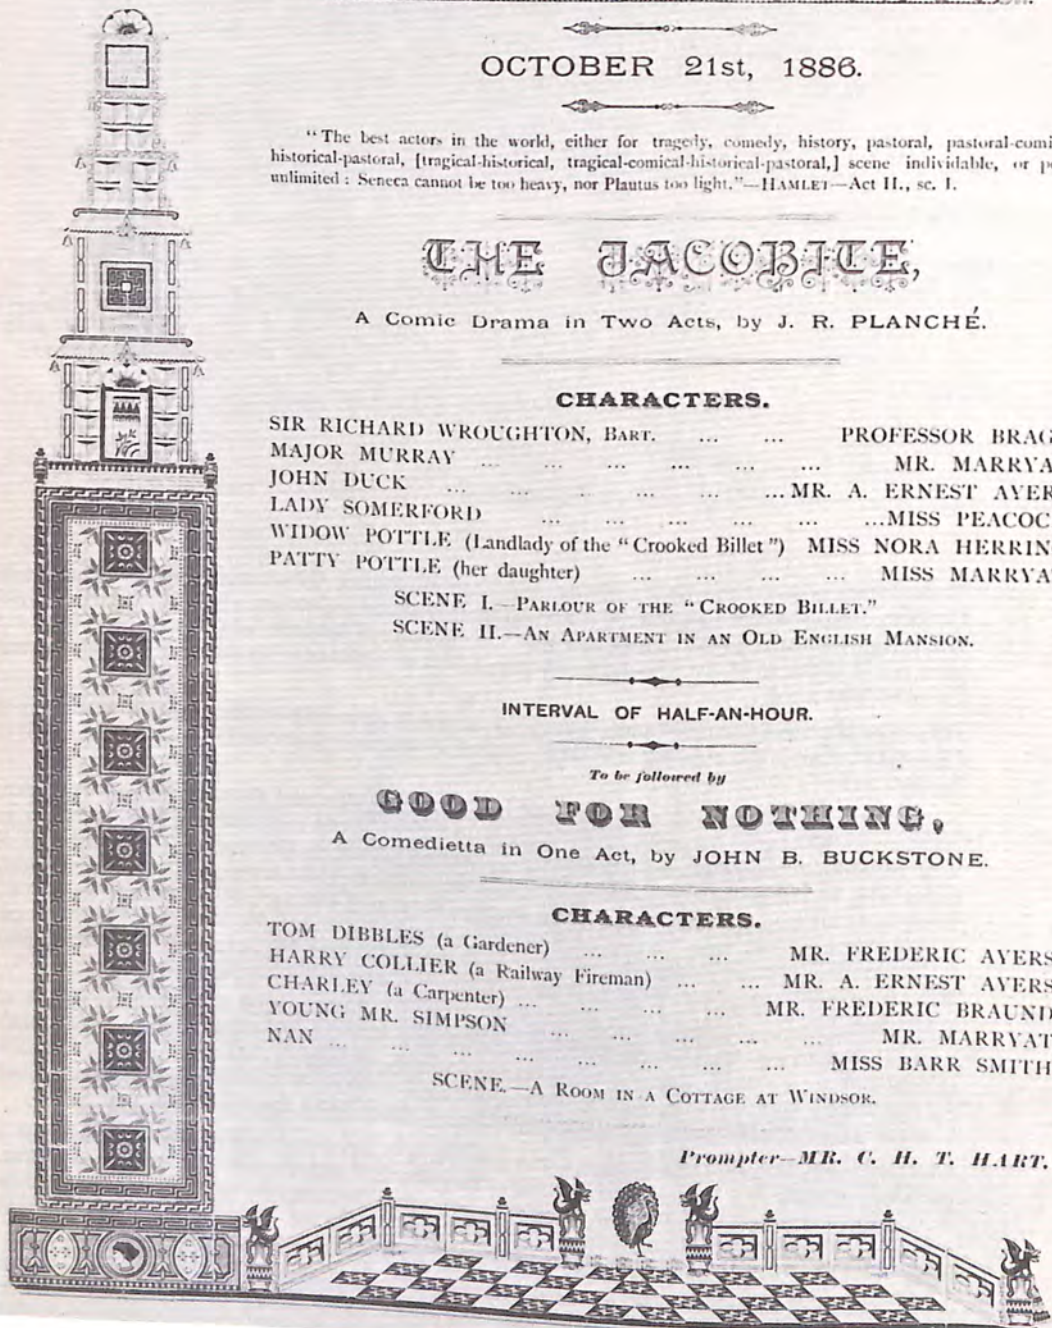 OCTOBER 21st, 1886.
"The best actors in the world, either for tragedy, comedy, history, pastoral, pastoral-comi
historical-pastoral, [tragical-historical, tragical-comical-historical-pastoral,] scene individable, or p
unlimited : Seneca cannot be too heavy, nor Plautus too light."—HAMLET—Act II., sc. I.
THE JACOBITE,
A Comic Drama in Two Acts, by J. R. PLANCHÉ.
CHARACTERS.
SIR RICHARD WROUGHTON, BART. ... ... PROFESSOR BRAG
MAJOR MURRAY ... ... ... ... ... ... MR. MARRYA
JOHN DUCK ... ... ... ... ... ... MR. A. ERNEST AYER
LADY SOMERFORD ... ... ... ... ... MISS PEACOC
WIDOW POTTLE (Landlady of the "Crooked Billet") MISS NORA HERRIN
PATTY POTTLE (her daughter) ... ... ... ... MISS MARRYA
SCENE I.—PARLOUR OF THE "CROOKED BILLET."
SCENE II.—AN APARTMENT IN AN OLD ENGLISH MANSION.
INTERVAL OF HALF-AN-HOUR.
To be followed by
GOOD FOR NOTHING,
A Comedietta in One Act, by JOHN B. BUCKSTONE.
CHARACTERS.
TOM DIBBLES (a Gardener) ... ... ... MR. FREDERIC AYERS
HARRY COLLIER (a Railway Fireman) ... ... MR. A. ERNEST AYERS
CHARLEY (a Carpenter) ... ... ... ... MR. FREDERIC BRAUND
YOUNG MR. SIMPSON ... ... ... ... ... MR. MARRYAT
NAN ... ... ... ... ... ... ... MISS BARR SMITH
SCENE.—A ROOM IN A COTTAGE AT WINDSOR.
Prompter—MR. C. H. T. HART.